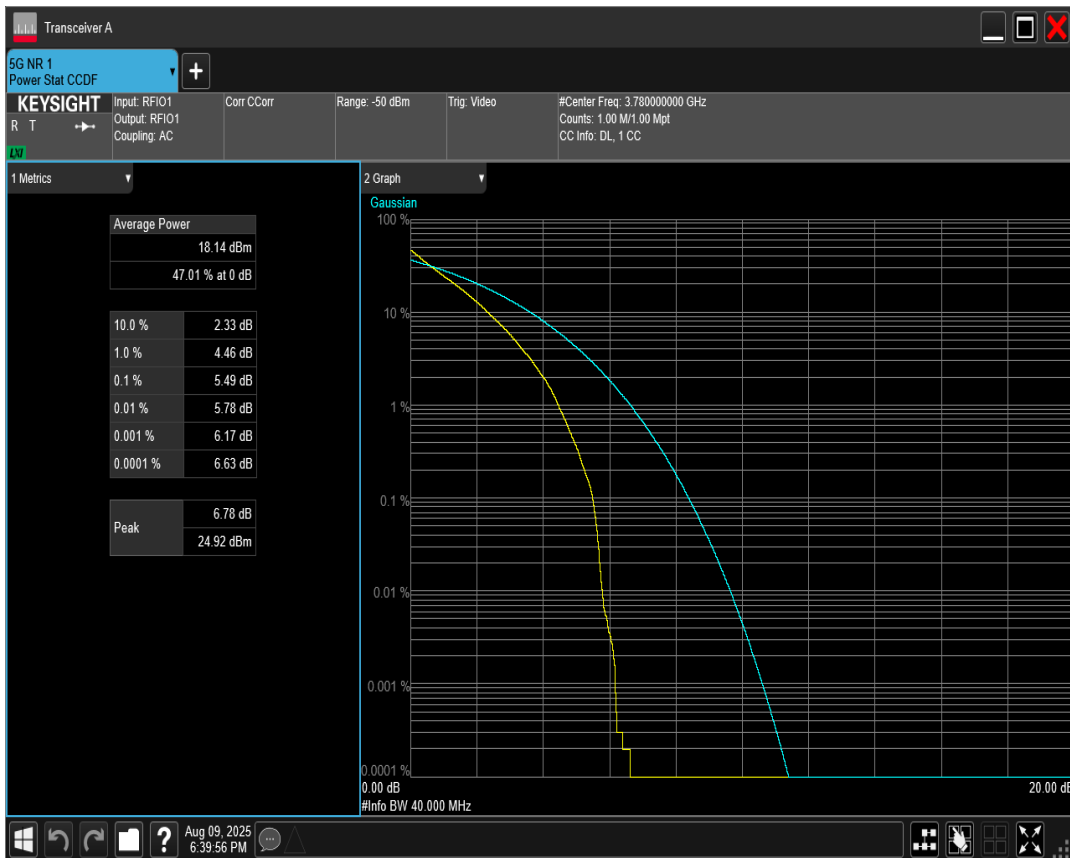 Transceiver A
5G NR 1
Power Stat CCDF
KEYSIGHT
R T
LXI
Input: RFIO1
Output: RFIO1
Coupling: AC
Corr CCorr
Range: -50 dBm
Trig: Video
#Center Freq: 3.780000000 GHz
Counts: 1.00 M/1.00 Mpt
CC Info: DL, 1 CC
1 Metrics
Average Power
18.14 dBm
47.01 % at 0 dB
10.0 % 2.33 dB
1.0 % 4.46 dB
0.1 % 5.49 dB
0.01 % 5.78 dB
0.001 % 6.17 dB
0.0001 % 6.63 dB
Peak
6.78 dB
24.92 dBm
2 Graph
Gaussian
100 %
10 %
1 %
0.1 %
0.01 %
0.001 %
0.0001 %
0.00 dB 20.00 dB
#Info BW 40.000 MHz
Aug 09, 2025
6:39:56 PM